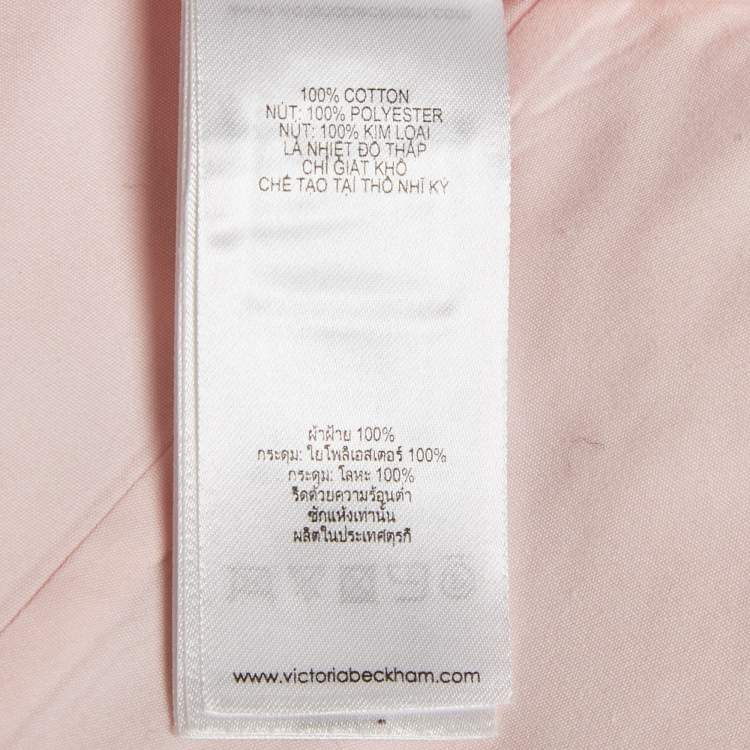 www.victoriabeckham.com
100% COTTON
NÚT: 100% POLYESTER
NÚT: 100% KIM LOẠI
LÀ NHIỆT ĐỘ THẤP
CHỈ GIẶT KHÔ
CHẾ TẠO TẠI THỔ NHĨ KỲ
ผ้าฝ้าย 100%
กระดุม: ใยโพลิเอสเตอร์ 100%
กระดุม: โลหะ 100%
รีดด้วยความร้อนต่ำ
ซักแห้งเท่านั้น
ผลิตในประเทศตุรกี
www.victoriabeckham.com